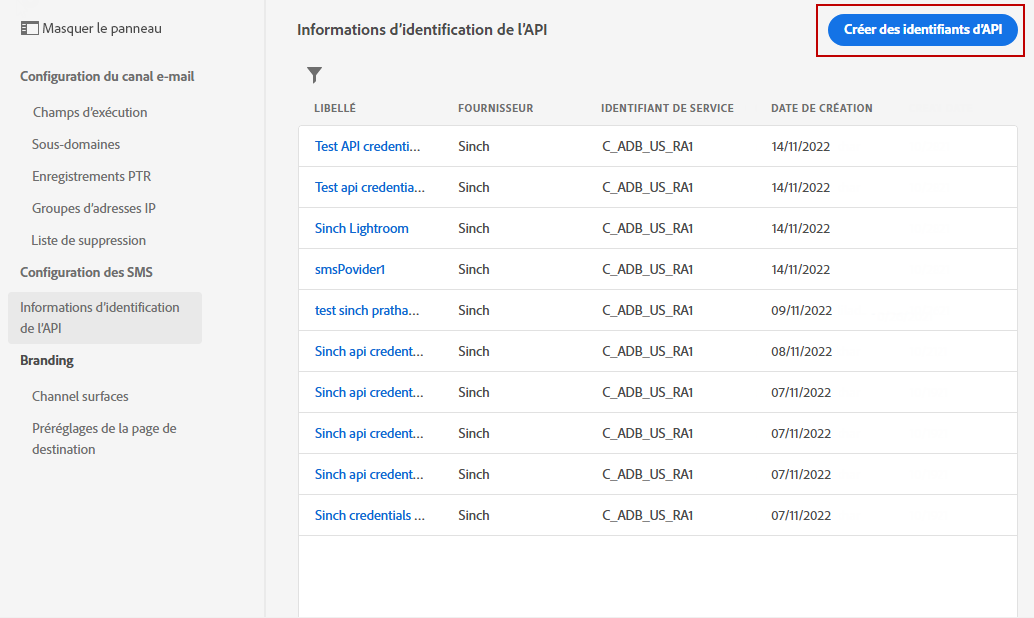 Masquer le panneau
Configuration du canal e-mail
Champs d'exécution
Sous-domaines
Enregistrements PTR
Groupes d'adresses IP
Liste de suppression
Configuration des SMS
Informations d'identification
de l'API
Branding
Channel surfaces
Préréglages de la page de
destination
Informations d'identification de l'API
Créer des identifiants d'API
LIBELLÉ FOURNISSEUR IDENTIFIANT DE SERVICE DATE DE CRÉATION
Test API credenti... Sinch C_ADB_US_RA1 14/11/2022
Test api credentia... Sinch C_ADB_US_RA1 14/11/2022
Sinch Lightroom Sinch C_ADB_US_RA1 14/11/2022
smsPovider1 Sinch C_ADB_US_RA1 14/11/2022
test sinch pratha... Sinch C_ADB_US_RA1 09/11/2022
Sinch api credent... Sinch C_ADB_US_RA1 08/11/2022
Sinch api credent... Sinch C_ADB_US_RA1 07/11/2022
Sinch api credent... Sinch C_ADB_US_RA1 07/11/2022
Sinch api credent... Sinch C_ADB_US_RA1 07/11/2022
Sinch credentials ... Sinch C_ADB_US_RA1 07/11/2022